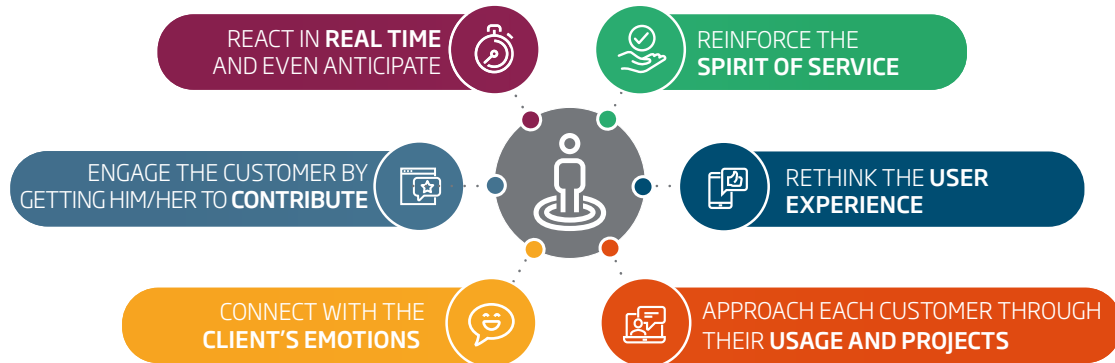 REACT IN REAL TIME
AND EVEN ANTICIPATE
REINFORCE THE
SPIRIT OF SERVICE
ENGAGE THE CUSTOMER BY
GETTING HIM/HER TO CONTRIBUTE
RETHINK THE USER
EXPERIENCE
CONNECT WITH THE
CLIENT'S EMOTIONS
APPROACH EACH CUSTOMER THROUGH
THEIR USAGE AND PROJECTS